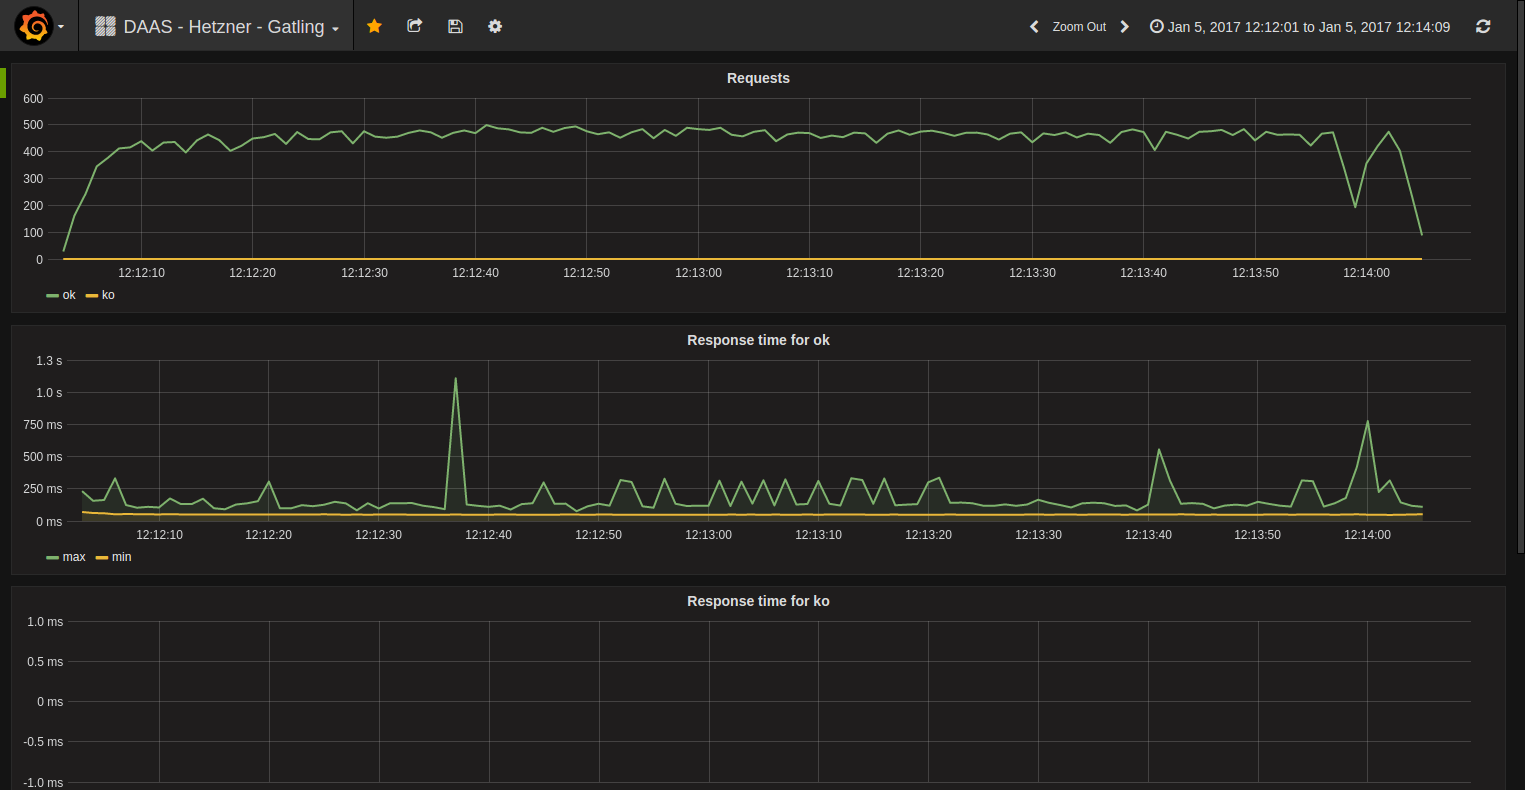 DAAS - Hetzner - Gatling
Zoom Out
Jan 5, 2017 12:12:01 to Jan 5, 2017 12:14:09
Requests
600
500
400
300
200
100
0
12:12:10 12:12:20 12:12:30 12:12:40 12:12:50 12:13:00 12:13:10 12:13:20 12:13:30 12:13:40 12:13:50 12:14:00
ok ko
Response time for ok
1.3 s
1.0 s
750 ms
500 ms
250 ms
0 ms
12:12:10 12:12:20 12:12:30 12:12:40 12:12:50 12:13:00 12:13:10 12:13:20 12:13:30 12:13:40 12:13:50 12:14:00
max min
Response time for ko
1.0 ms
0.5 ms
0 ms
-0.5 ms
-1.0 ms